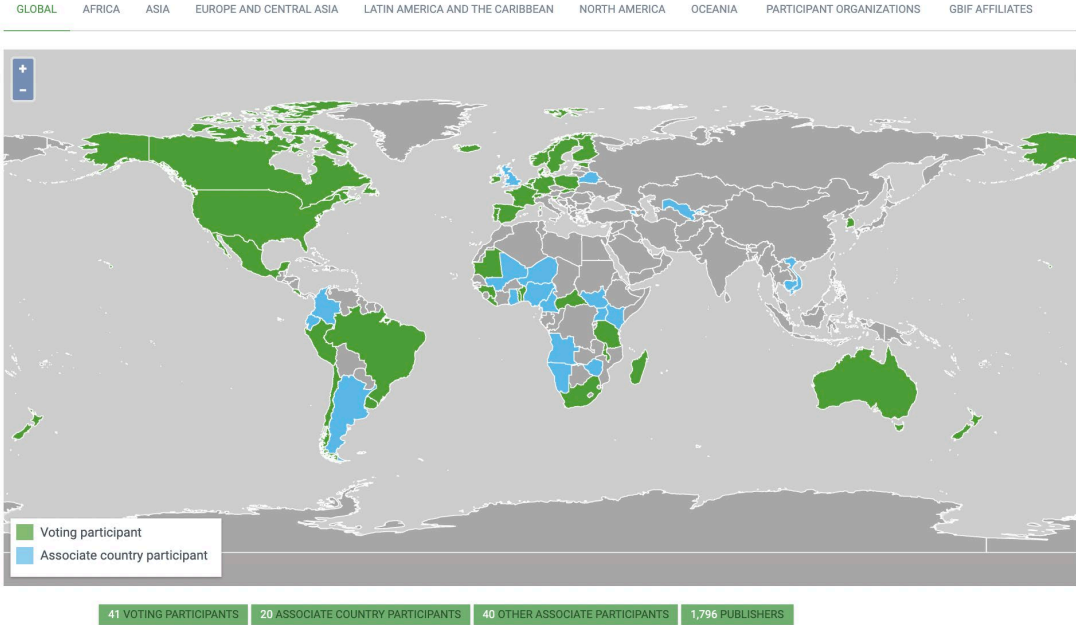 GLOBAL AFRICA ASIA EUROPE AND CENTRAL ASIA LATIN AMERICA AND THE CARIBBEAN NORTH AMERICA OCEANIA PARTICIPANT ORGANIZATIONS GBIF AFFILIATES
+
−
Voting participant
Associate country participant
41 VOTING PARTICIPANTS 20 ASSOCIATE COUNTRY PARTICIPANTS 40 OTHER ASSOCIATE PARTICIPANTS 1,796 PUBLISHERS